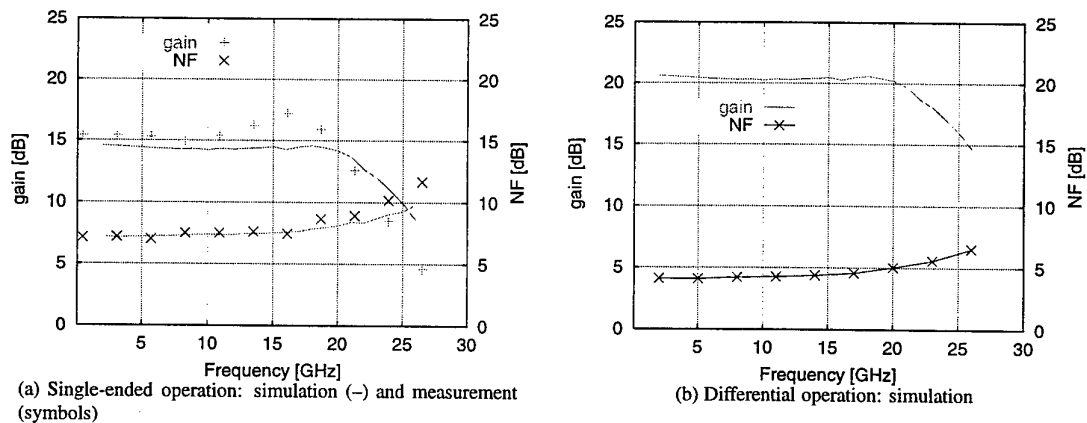 25
20
15
10
5
0
gain [dB]
gain
NF
5 10 15 20 25 30
Frequency [GHz]
25
20
15
10
5
0
NF [dB]
(a) Single-ended operation: simulation (–) and measurement
(symbols)
25
20
15
10
5
0
gain [dB]
gain
NF
5 10 15 20 25 30
Frequency [GHz]
25
20
15
10
5
0
NF [dB]
(b) Differential operation: simulation